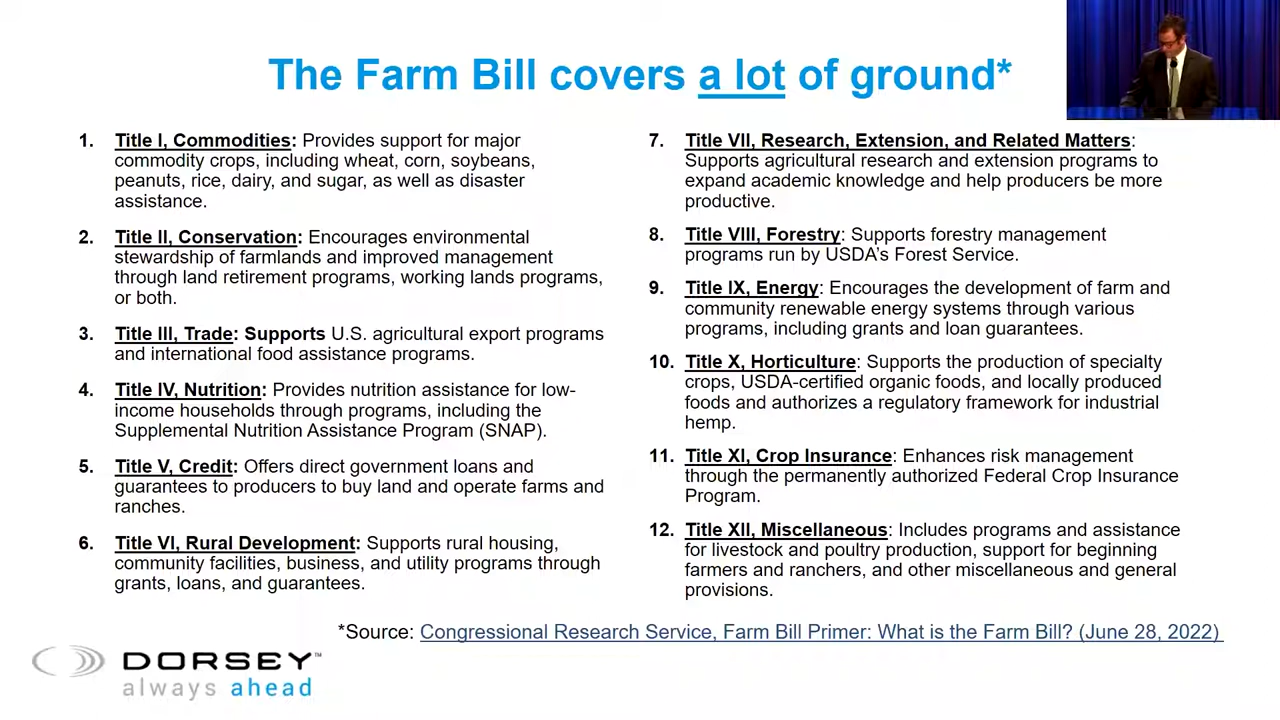 The Farm Bill covers a lot of ground*
1. Title I, Commodities: Provides support for major
commodity crops, including wheat, corn, soybeans,
peanuts, rice, dairy, and sugar, as well as disaster
assistance.
2. Title II, Conservation: Encourages environmental
stewardship of farmlands and improved management
through land retirement programs, working lands programs,
or both.
3. Title III, Trade: Supports U.S. agricultural export programs
and international food assistance programs.
4. Title IV, Nutrition: Provides nutrition assistance for low-
income households through programs, including the
Supplemental Nutrition Assistance Program (SNAP).
5. Title V, Credit: Offers direct government loans and
guarantees to producers to buy land and operate farms and
ranches.
6. Title VI, Rural Development: Supports rural housing,
community facilities, business, and utility programs through
grants, loans, and guarantees.
7. Title VII, Research, Extension, and Related Matters:
Supports agricultural research and extension programs to
expand academic knowledge and help producers be more
productive.
8. Title VIII, Forestry: Supports forestry management
programs run by USDA's Forest Service.
9. Title IX, Energy: Encourages the development of farm and
community renewable energy systems through various
programs, including grants and loan guarantees.
10. Title X, Horticulture: Supports the production of specialty
crops, USDA-certified organic foods, and locally produced
foods and authorizes a regulatory framework for industrial
hemp.
11. Title XI, Crop Insurance: Enhances risk management
through the permanently authorized Federal Crop Insurance
Program.
12. Title XII, Miscellaneous: Includes programs and assistance
for livestock and poultry production, support for beginning
farmers and ranchers, and other miscellaneous and general
provisions.
*Source: Congressional Research Service, Farm Bill Primer: What is the Farm Bill? (June 28, 2022)
DORSEY™
always ahead